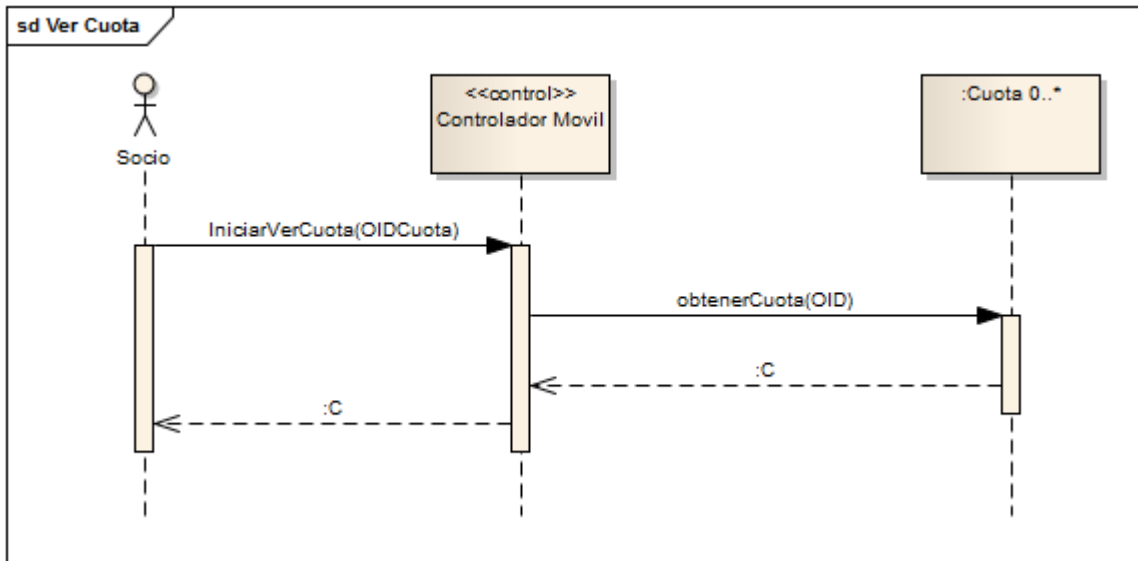 sd Ver Cuota
Socio
<<control>>
Controlador Movil
:Cuota 0..*
IniciarVerCuota(OIDCuota)
obtenerCuota(OID)
:C
:C